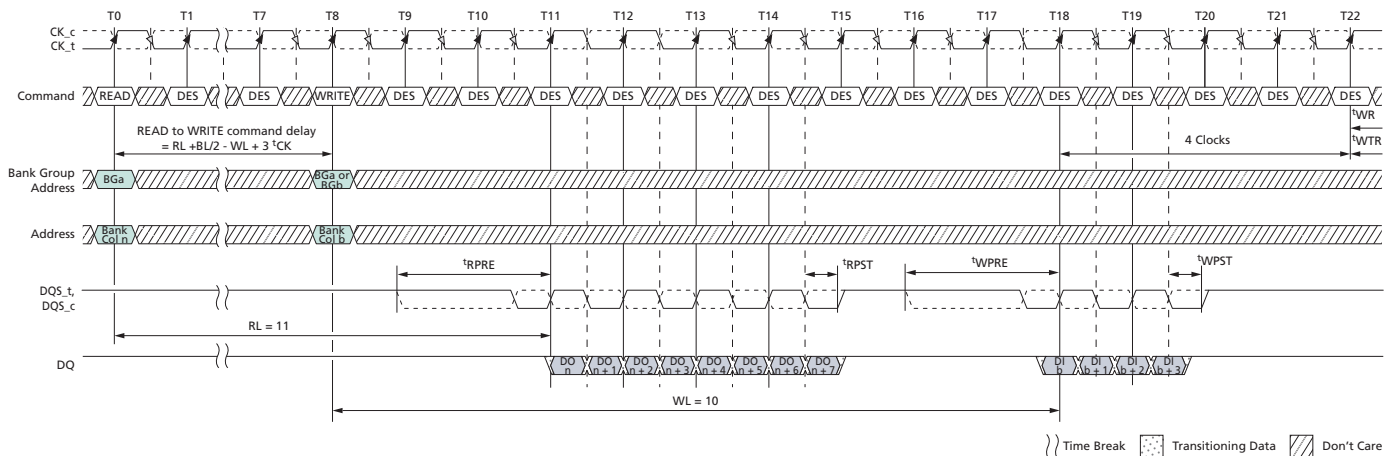 T0 T1 T7 T8 T9 T10 T11 T12 T13 T14 T15 T16 T17 T18 T19 T20 T21 T22
CK_c
CK_t
Command READ DES DES WRITE DES DES DES DES DES DES DES DES DES DES DES DES DES DES
tWR
READ to WRITE command delay
= RL +BL/2 - WL + 3 tCK
4 Clocks tWTR
Bank Group
Address
BGa BGa or
BGb
Address Bank
Col n
Bank
Col b
tRPRE tRPST tWPRE tWPST
DQS_t,
DQS_c
RL = 11
DQ DO
n
DO
n + 1
DO
n + 2
DO
n + 3
DO
n + 4
DO
n + 5
DO
n + 6
DO
n + 7
DI
b
DI
b + 1
DI
b + 2
DI
b + 3
WL = 10
Time Break Transitioning Data Don't Care